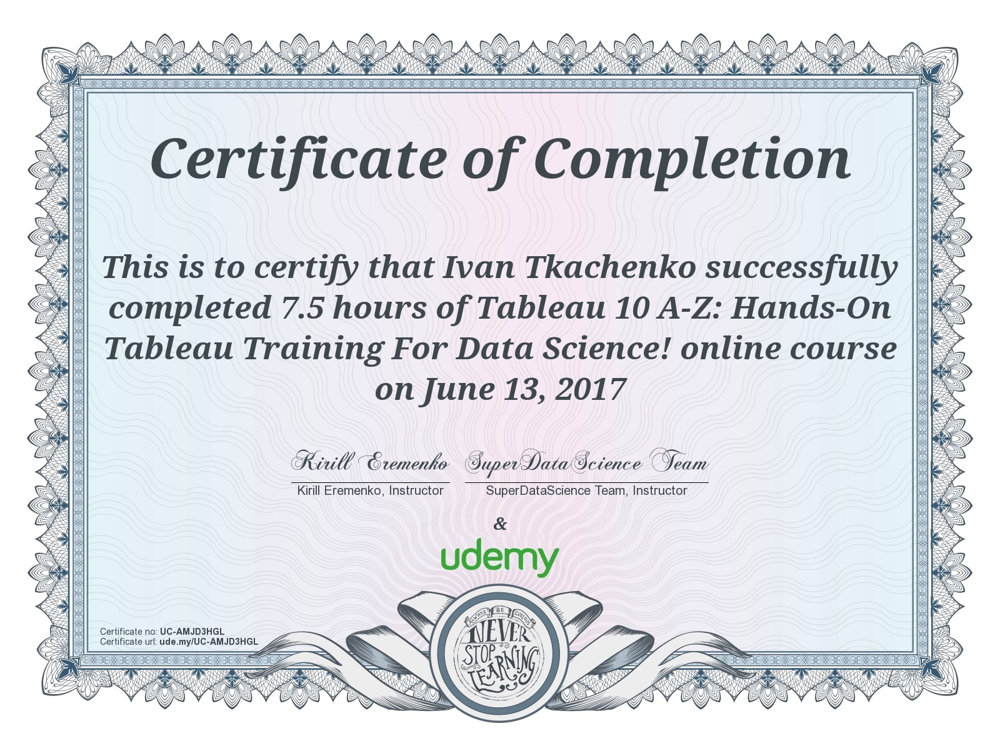 Certificate of Completion
This is to certify that Ivan Tkachenko successfully
completed 7.5 hours of Tableau 10 A-Z: Hands-On
Tableau Training For Data Science! online course
on June 13, 2017
Kirill Eremenko SuperDataScience Team
Kirill Eremenko, Instructor SuperDataScience Team, Instructor
&
udemy
ALWAYS BE CURIOUS
NEVER
STOP
LEARNING
Certificate no: UC-AMJD3HGL
Certificate url: ude.my/UC-AMJD3HGL